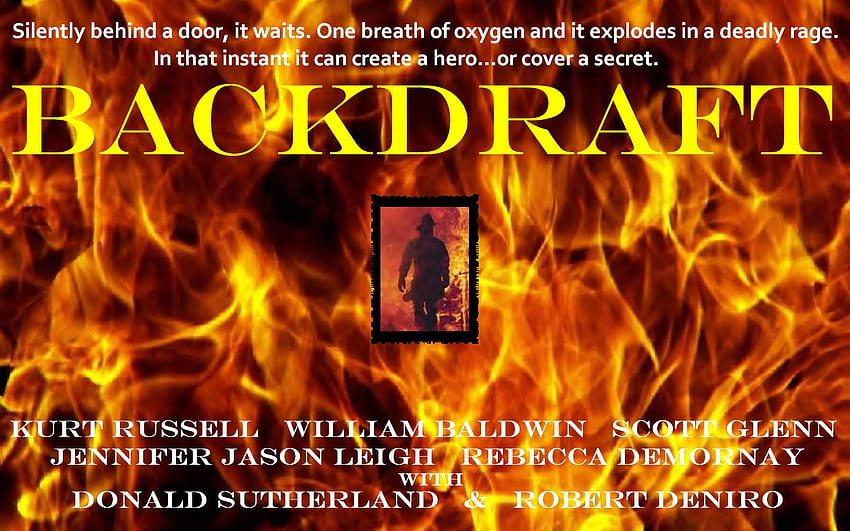 Silently behind a door, it waits. One breath of oxygen and it explodes in a deadly rage.
In that instant it can create a hero...or cover a secret.
BACKDRAFT
KURT RUSSELL WILLIAM BALDWIN SCOTT GLENN
JENNIFER JASON LEIGH REBECCA DEMORNAY
WITH
DONALD SUTHERLAND & ROBERT DENIRO